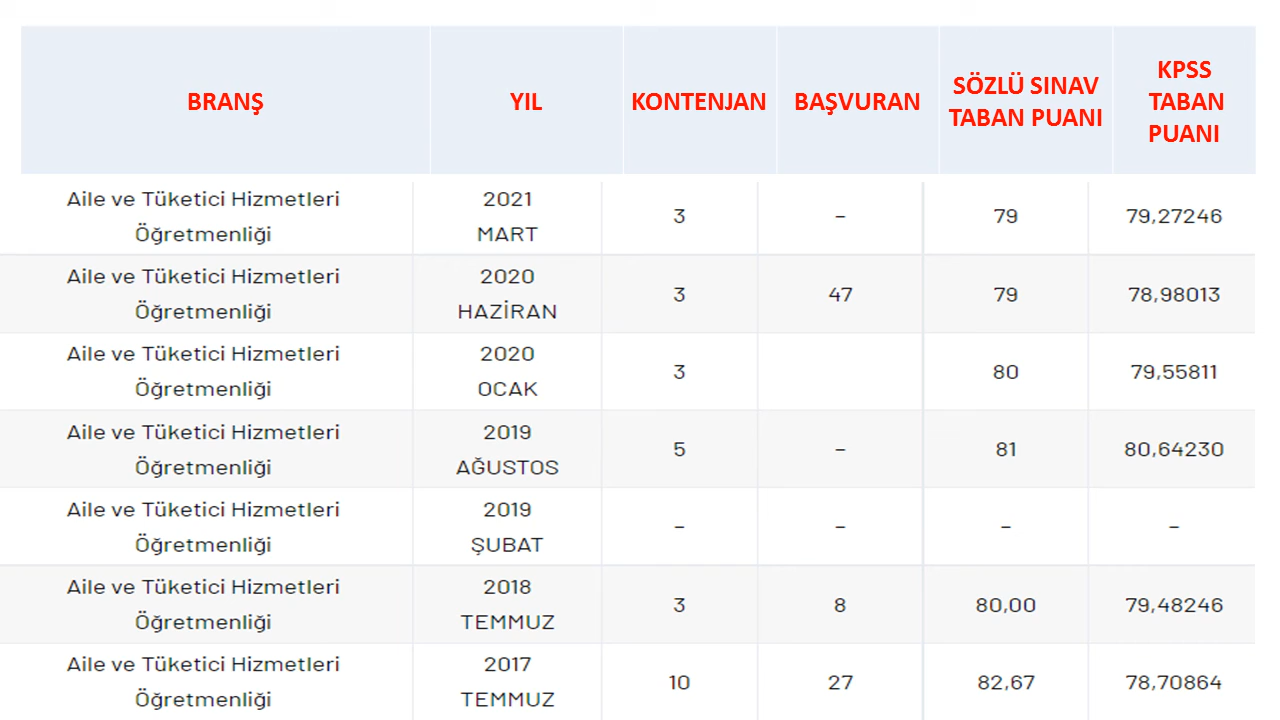 BRANŞ YIL KONTENJAN BAŞVURAN SÖZLÜ SINAV TABAN PUANI KPSS TABAN PUANI
Aile ve Tüketici Hizmetleri Öğretmenliği 2021 MART 3 – 79 79,27246
Aile ve Tüketici Hizmetleri Öğretmenliği 2020 HAZİRAN 3 47 79 78,98013
Aile ve Tüketici Hizmetleri Öğretmenliği 2020 OCAK 3 80 79,55811
Aile ve Tüketici Hizmetleri Öğretmenliği 2019 AĞUSTOS 5 – 81 80,64230
Aile ve Tüketici Hizmetleri Öğretmenliği 2019 ŞUBAT – – – –
Aile ve Tüketici Hizmetleri Öğretmenliği 2018 TEMMUZ 3 8 80,00 79,48246
Aile ve Tüketici Hizmetleri Öğretmenliği 2017 TEMMUZ 10 27 82,67 78,70864